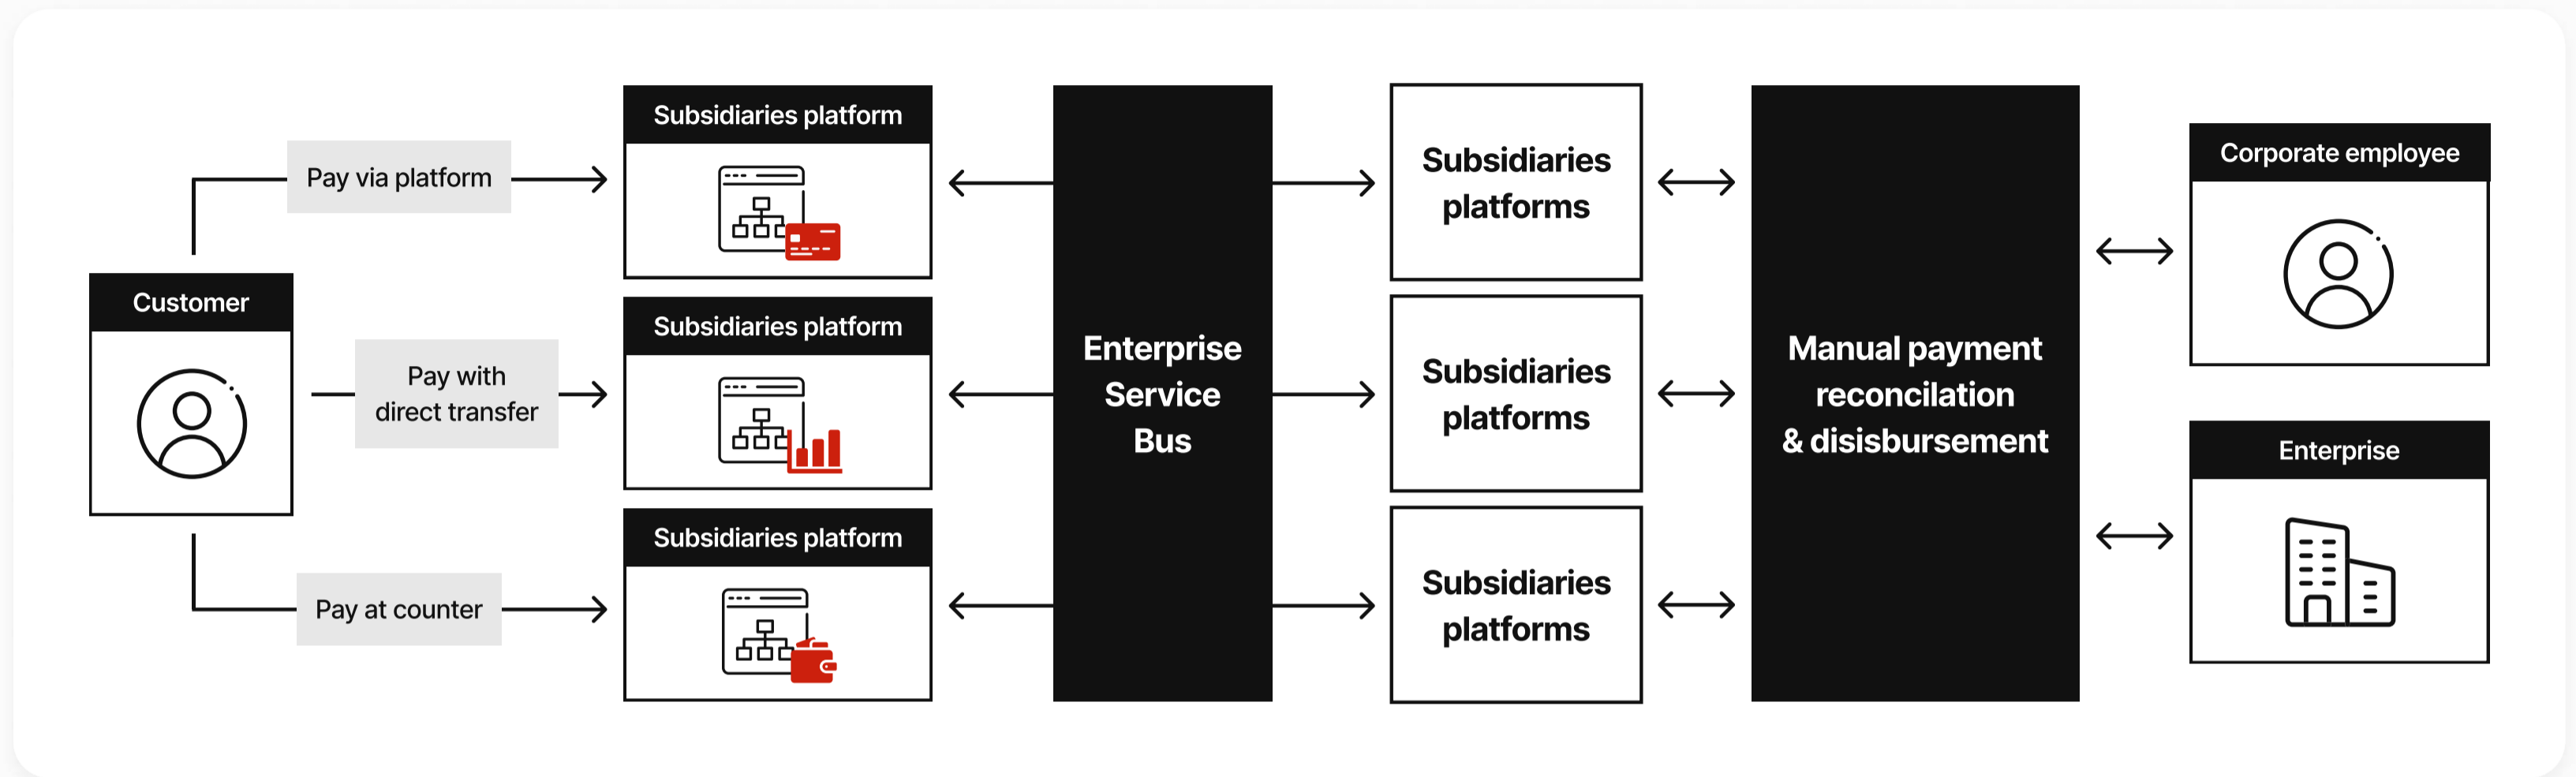 Customer
Pay via platform
Pay with
direct transfer
Pay at counter
Subsidiaries platform
Subsidiaries platform
Subsidiaries platform
Enterprise
Service
Bus
Subsidiaries
platforms
Subsidiaries
platforms
Subsidiaries
platforms
Manual payment
reconcilation
& disisbursement
Corporate employee
Enterprise